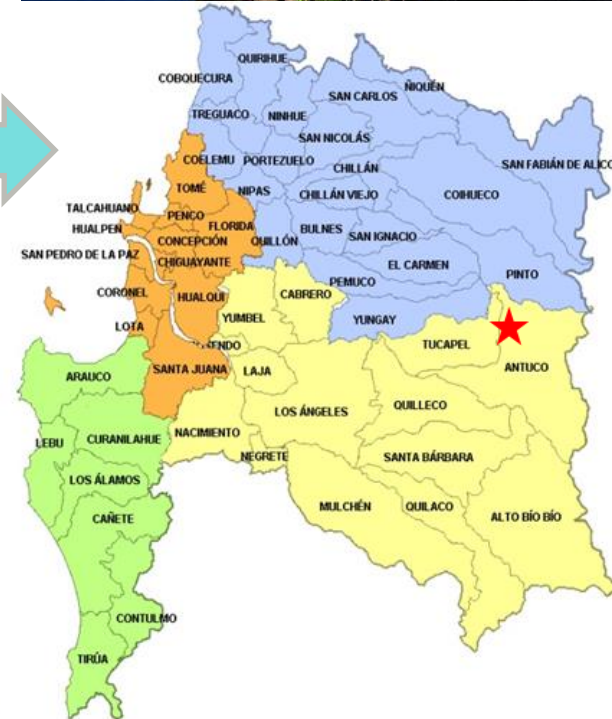 QUIRIHUE
COBQUECURA
ÑIQUÉN
SAN CARLOS
TREGUACO
NINHUE
SAN NICOLÁS
COELEMU
PORTEZUELO
CHILLÁN
SAN FABIÁN DE ALICO
TOMÉ
ÑIPAS
CHILLÁN VIEJO
COIHUECO
TALCAHUANO
PENCO
HUALPEN
FLORIDA
BULNES
SAN IGNACIO
CONCEPCIÓN
QUILLÓN
SAN PEDRO DE LA PAZ
CHIGUAYANTE
EL CARMEN
PINTO
PEMUCO
CORONEL
HUALQUI
CABRERO
YUMBEL
YUNGAY
LOTA
SENDO
TUCAPEL
SANTA JUANA
LAJA
ANTUCO
ARAUCO
LOS ÁNGELES
QUILLECO
NACIMIENTO
LEBU
CURANILAHUE
NEGRETE
SANTA BÁRBARA
LOS ÁLAMOS
MULCHÉN
QUILACO
ALTO BÍO BÍO
CAÑETE
CONTULMO
TIRÚA